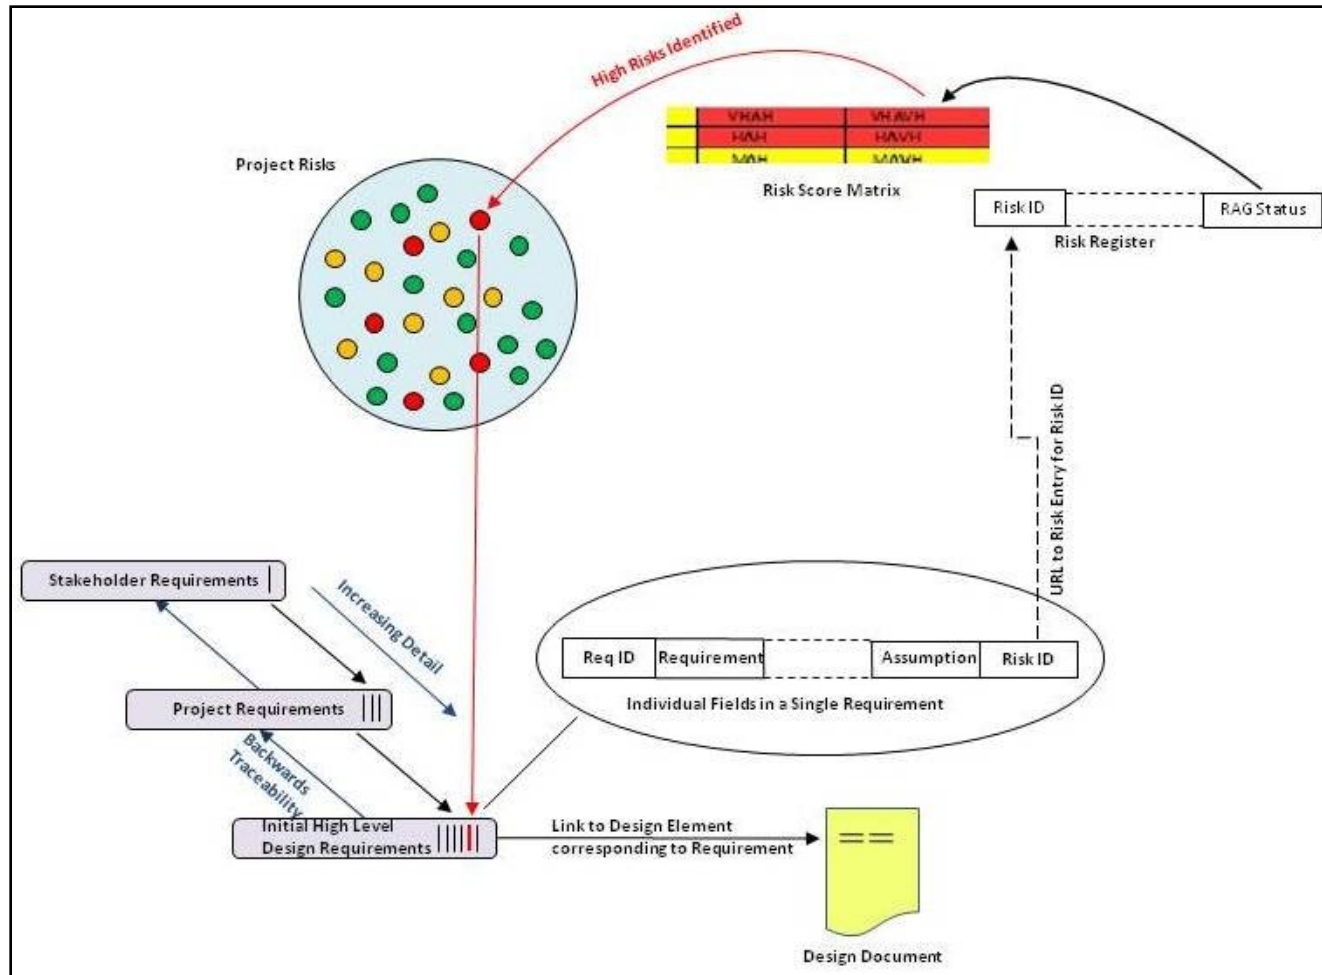 High Risks Identified
VHAH
VHAVH
HAH
HAVH
MAH
MAVH
Project Risks
Risk Score Matrix
Risk ID
RAG Status
Risk Register
URL to Risk Entry for Risk ID
Stakeholder Requirements
Increasing Detail
Req ID
Requirement
Assumption
Risk ID
Individual Fields in a Single Requirement
Project Requirements
Backwards
Traceability
Initial High Level
Design Requirements
Link to Design Element
corresponding to Requirement
Design Document